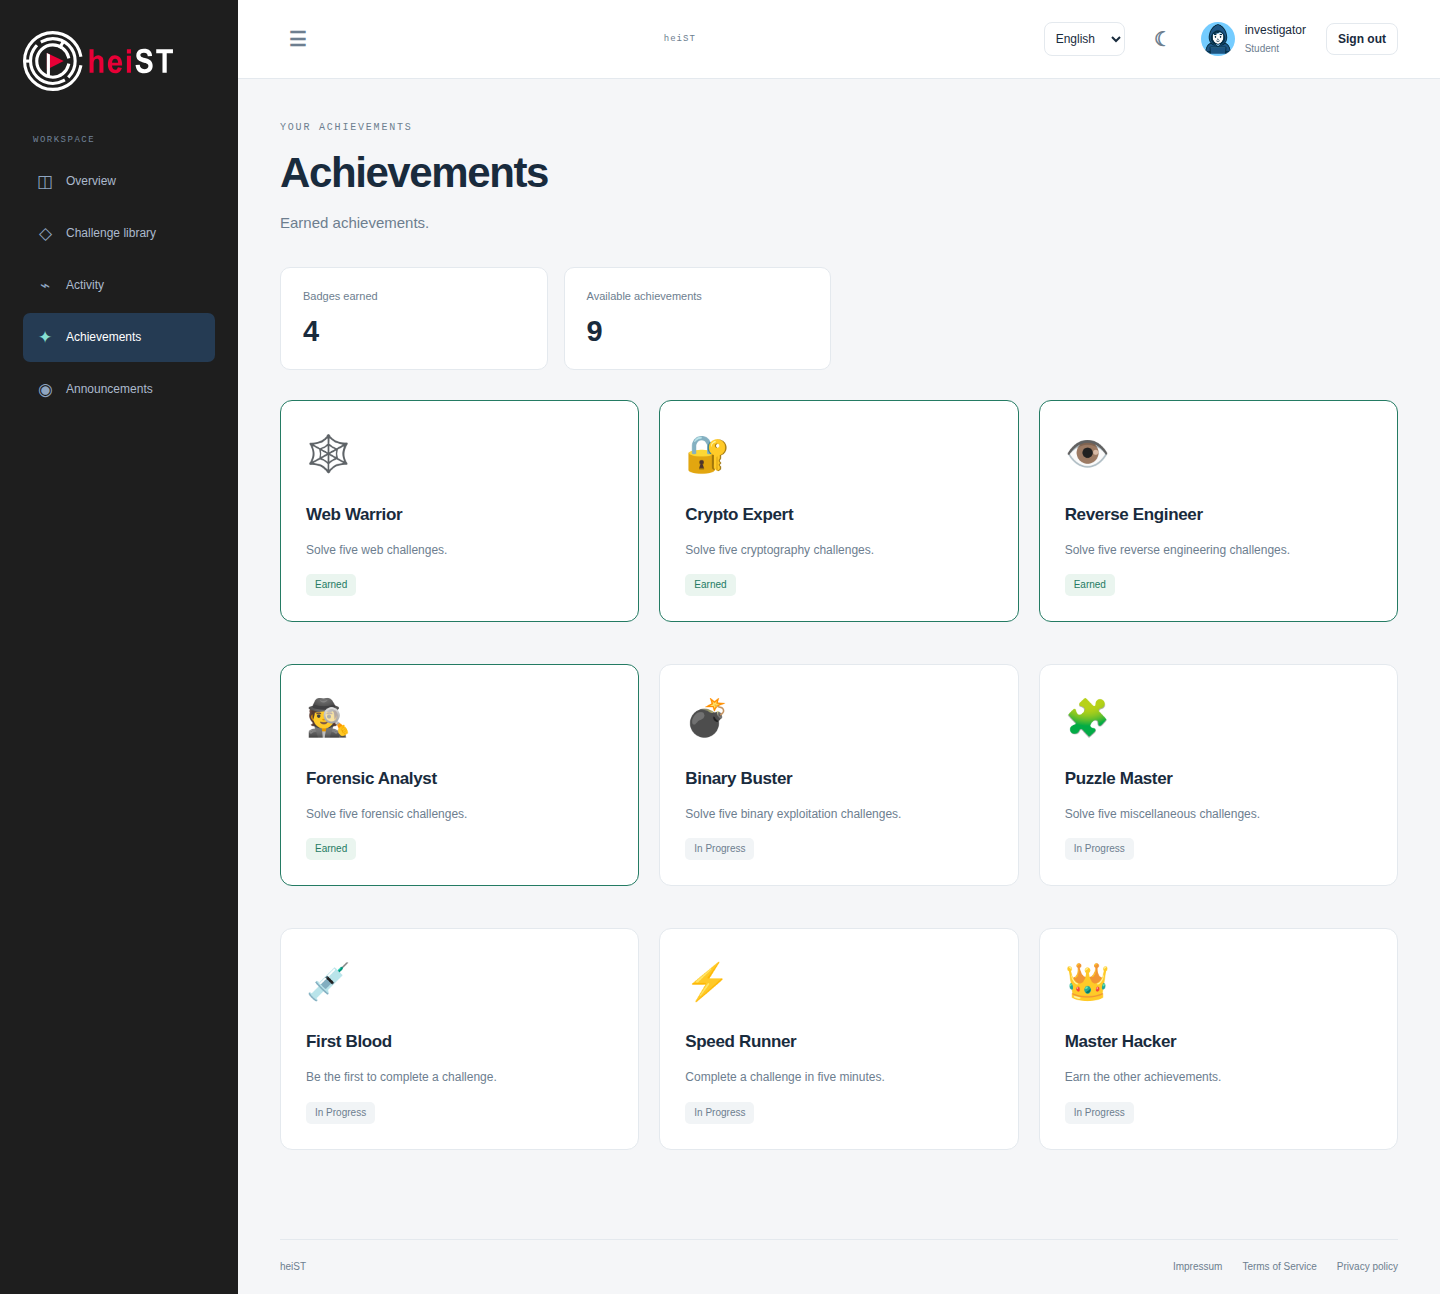 heiST
WORKSPACE
Overview
Challenge library
Activity
Achievements
Announcements
heiST
English
investigator
Student
Sign out
YOUR ACHIEVEMENTS
Achievements
Earned achievements.
Badges earned
4
Available achievements
9
Web Warrior
Solve five web challenges.
Earned
Crypto Expert
Solve five cryptography challenges.
Earned
Reverse Engineer
Solve five reverse engineering challenges.
Earned
Forensic Analyst
Solve five forensic challenges.
Earned
Binary Buster
Solve five binary exploitation challenges.
In Progress
Puzzle Master
Solve five miscellaneous challenges.
In Progress
First Blood
Be the first to complete a challenge.
In Progress
Speed Runner
Complete a challenge in five minutes.
In Progress
Master Hacker
Earn the other achievements.
In Progress
heiST
Impressum
Terms of Service
Privacy policy